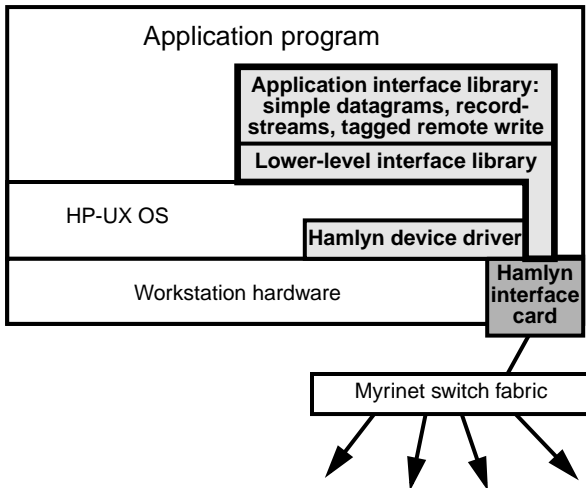 Application program
Application interface library:
simple datagrams, record-
streams, tagged remote write
Lower-level interface library
HP-UX OS
Hamlyn device driver
Workstation hardware
Hamlyn
interface
card
Myrinet switch fabric